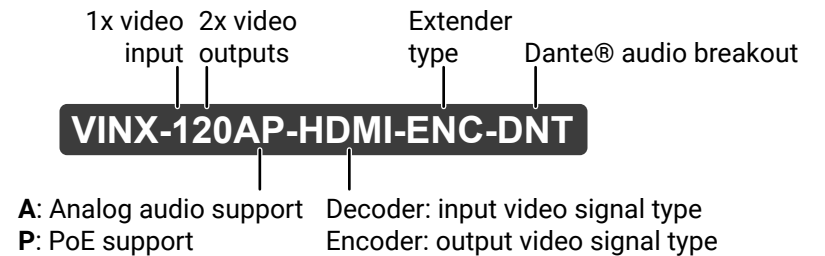 1x video 2x video Extender
input outputs type Dante® audio breakout
VINX-120AP-HDMI-ENC-DNT
A: Analog audio support Decoder: input video signal type
P: PoE support Encoder: output video signal type